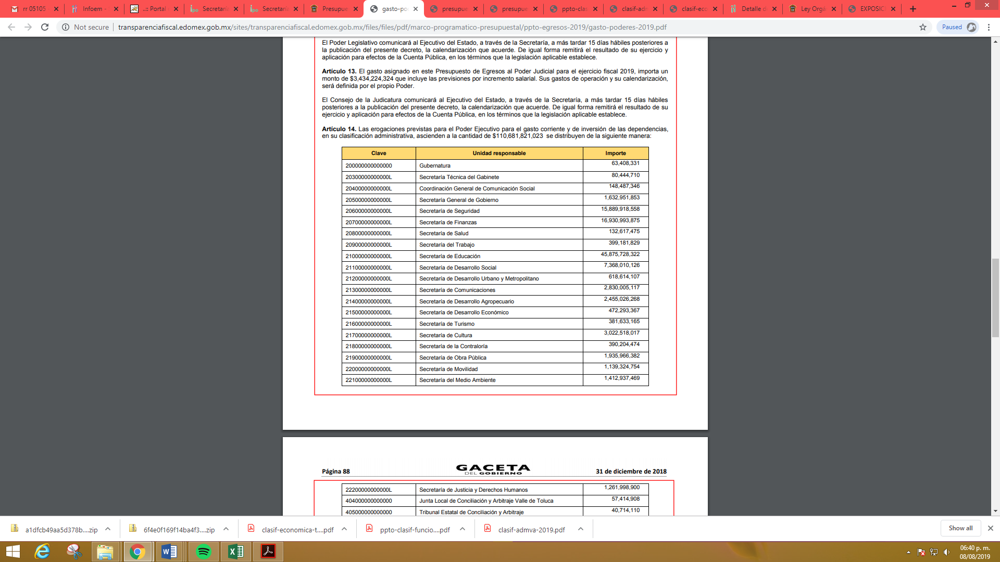 rr 05105
Infoem -
..:: Portal
Secretaría
Secretaría
Presupue
gasto-po
presupue
presupue
ppto-clas
clasif-adm
clasif-eco
Detalle d
Ley Orgá
EXPOSIC
Not secure
transparenciafiscal.edomex.gob.mx/sites/transparenciafiscal.edomex.gob.mx/files/files/pdf/marco-programatico-presupuestal/ppto-egresos-2019/gasto-poderes-2019.pdf
Paused
El Poder Legislativo comunicará al Ejecutivo del Estado, a través de la Secretaría, a más tardar 15 días hábiles posteriores a
la publicación del presente decreto, la calendarización que acuerde. De igual forma remitirá el resultado de su ejercicio y
aplicación para efectos de la Cuenta Pública, en los términos que la legislación aplicable establece.
Artículo 13. El gasto asignado en este Presupuesto de Egresos al Poder Judicial para el ejercicio fiscal 2019, importa un
monto de $3,434,224,324 que incluye las previsiones por incremento salarial. Sus gastos de operación y su calendarización,
será definida por el propio Poder.
El Consejo de la Judicatura comunicará al Ejecutivo del Estado, a través de la Secretaría, a más tardar 15 días hábiles
posteriores a la publicación del presente decreto, la calendarización que acuerde. De igual forma remitirá el resultado de su
ejercicio y aplicación para efectos de la Cuenta Pública, en los términos que la legislación aplicable establece.
Artículo 14. Las erogaciones previstas para el Poder Ejecutivo para el gasto corriente y de inversión de las dependencias,
en su clasificación administrativa, ascienden a la cantidad de $110,681,821,023 se distribuyen de la siguiente manera:
Clave Unidad responsable Importe
200000000000000 Gubernatura 63,408,331
20300000000000L Secretaría Técnica del Gabinete 80,444,710
20400000000000L Coordinación General de Comunicación Social 148,487,346
20500000000000L Secretaría General de Gobierno 1,632,951,853
20600000000000L Secretaría de Seguridad 15,889,918,558
20700000000000L Secretaría de Finanzas 16,930,993,875
20800000000000L Secretaría de Salud 132,617,475
20900000000000L Secretaría del Trabajo 399,181,829
21000000000000L Secretaría de Educación 45,875,728,322
21100000000000L Secretaría de Desarrollo Social 7,368,010,126
21200000000000L Secretaría de Desarrollo Urbano y Metropolitano 618,614,107
21300000000000L Secretaría de Comunicaciones 2,830,005,117
21400000000000L Secretaría de Desarrollo Agropecuario 2,455,026,268
21500000000000L Secretaría de Desarrollo Económico 472,293,367
21600000000000L Secretaría de Turismo 381,633,165
21700000000000L Secretaría de Cultura 3,022,518,017
21800000000000L Secretaría de la Contraloría 390,204,474
21900000000000L Secretaría de Obra Pública 1,935,966,382
22000000000000L Secretaría de Movilidad 1,139,324,754
22100000000000L Secretaría del Medio Ambiente 1,412,937,469
Página 88 GACETA DEL GOBIERNO 31 de diciembre de 2018
22200000000000L Secretaría de Justicia y Derechos Humanos 1,261,998,900
404000000000000 Junta Local de Conciliación y Arbitraje Valle de Toluca 57,414,908
405000000000000 Tribunal Estatal de Conciliación y Arbitraje 40,714,110
a1dfcb49aa5d378b....zip
6f4e0f169f14ba4f3....zip
clasif-economica-t....pdf
ppto-clasif-funcio....pdf
clasif-admva-2019.pdf
Show all
06:40 p. m.
08/08/2019